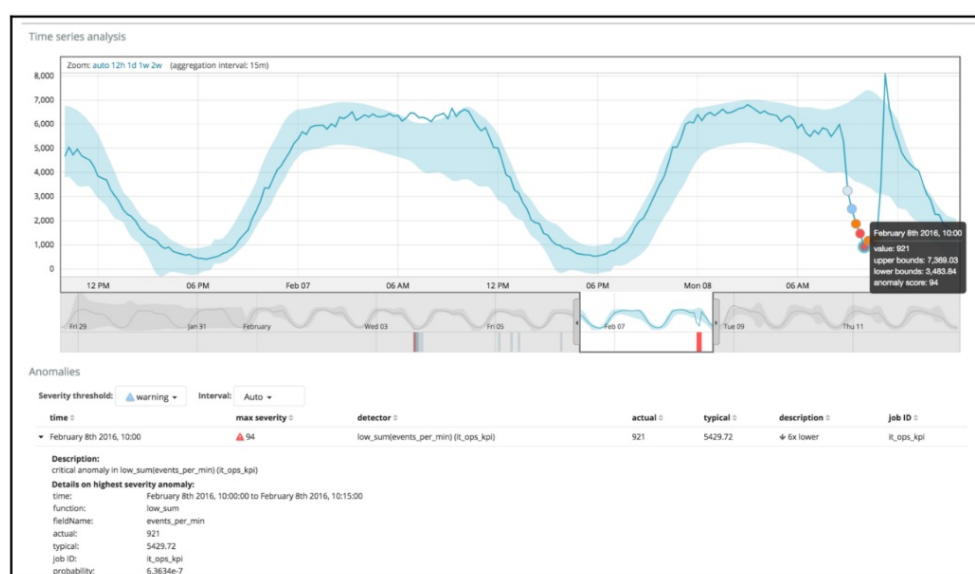 Time series analysis
Zoom: auto 12h 1d 1w 2w (aggregation interval: 15m)
8,000
7,000
6,000
5,000
4,000
3,000
2,000
1,000
0
February 8th 2016, 10:00
value: 921
upper bounds: 7,369.03
lower bounds: 3,483.84
anomaly score: 94
12 PM 06 PM Feb 07 06 AM 12 PM 06 PM Mon 08 06 AM
Fri 29 Jan 31 February Wed 03 Fri 05 Feb 07 Tue 09 Thu 11
Anomalies
Severity threshold: warning Interval: Auto
time max severity detector actual typical description job ID
February 8th 2016, 10:00 94 low_sum(events_per_min) (it_ops_kpi) 921 5429.72 6x lower it_ops_kpi
Description:
critical anomaly in low_sum(events_per_min) (it_ops_kpi)
Details on highest severity anomaly:
time: February 8th 2016, 10:00:00 to February 8th 2016, 10:15:00
function: low_sum
fieldName: events_per_min
actual: 921
typical: 5429.72
job ID: it_ops_kpi
probability: 6.3634e-7